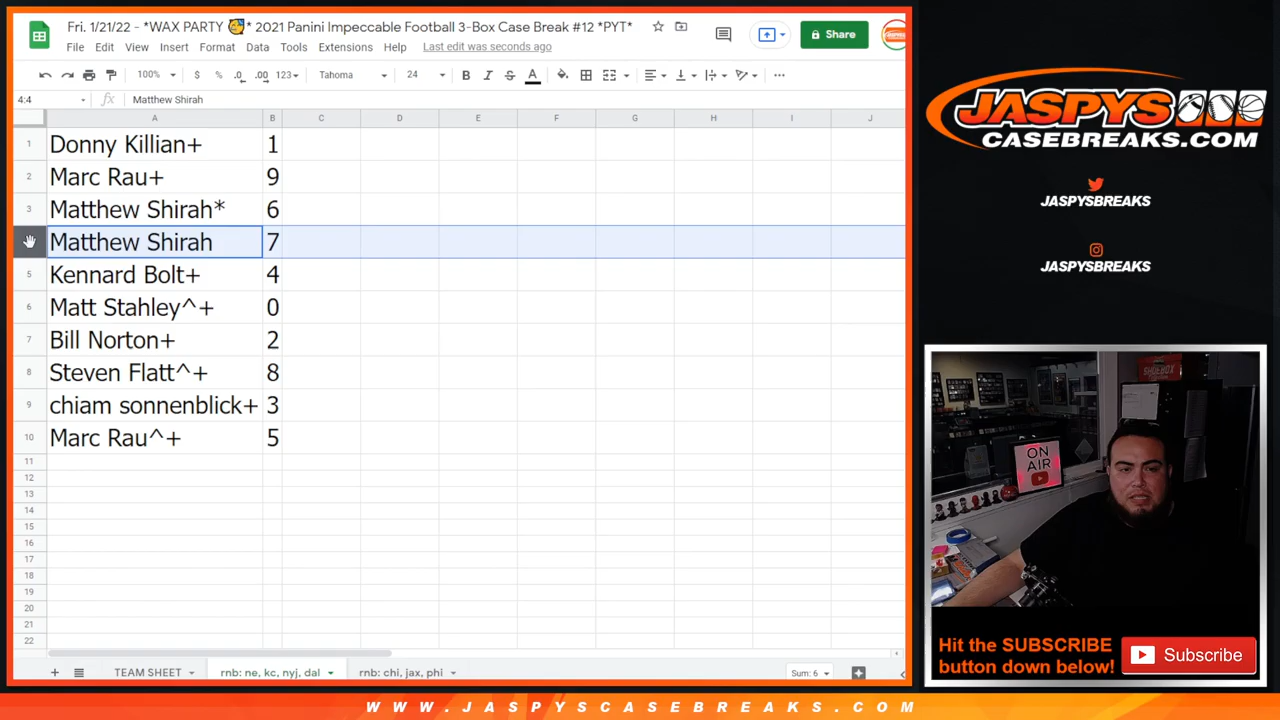 Fri. 1/21/22 - *WAX PARTY 🥳* 2021 Panini Impeccable Football 3-Box Case Break #12 *PYT*
File Edit View Insert Format Data Tools Extensions Help Last edit was seconds ago
Share
100% $ % .0 .00 123 Tahoma 24 B I S A
4:4 fx Matthew Shirah
A B C D E F G H I J
1 Donny Killian+ 1
2 Marc Rau+ 9
3 Matthew Shirah* 6
Matthew Shirah 7
5 Kennard Bolt+ 4
6 Matt Stahley^+ 0
7 Bill Norton+ 2
8 Steven Flatt^+ 8
9 chiam sonnenblick+ 3
10 Marc Rau^+ 5
11
12
13
14
15
16
17
18
19
20
21
22
+ TEAM SHEET rnb: ne, kc, nyj, dal rnb: chi, jax, phi Sum: 6
JASPYS
CASEBREAKS.COM
JASPYSBREAKS
JASPYSBREAKS
SHOEBOX
ON
AIR
Hit the SUBSCRIBE
button down below!
Subscribe
WWW.JASPYSCASEBREAKS.COM